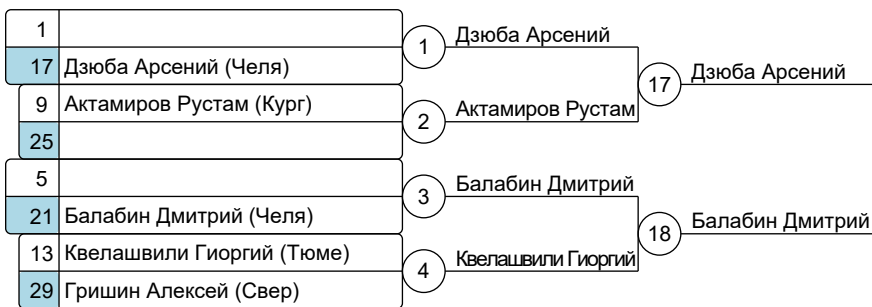 1
17 Дзюба Арсений (Челя)
9 Актамиров Рустам (Кург)
25
5
21 Балабин Дмитрий (Челя)
13 Квелашвили Гиоргий (Тюме)
29 Гришин Алексей (Свер)
1 Дзюба Арсений
2 Актамиров Рустам
3 Балабин Дмитрий
4 Квелашвили Гиоргий
17 Дзюба Арсений
18 Балабин Дмитрий